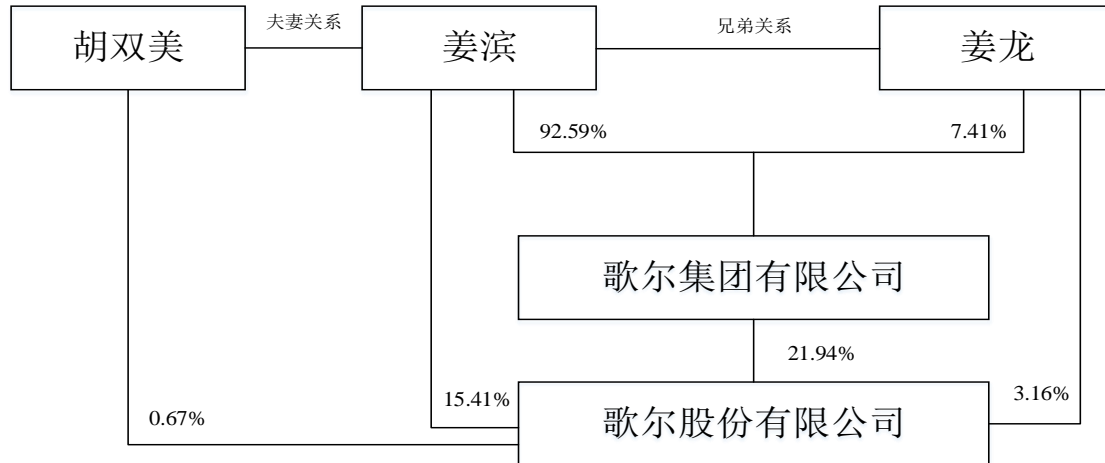 夫妻关系
兄弟关系
胡双美
姜滨
姜龙
92.59%
7.41%
歌尔集团有限公司
21.94%
0.67%
15.41%
3.16%
歌尔股份有限公司